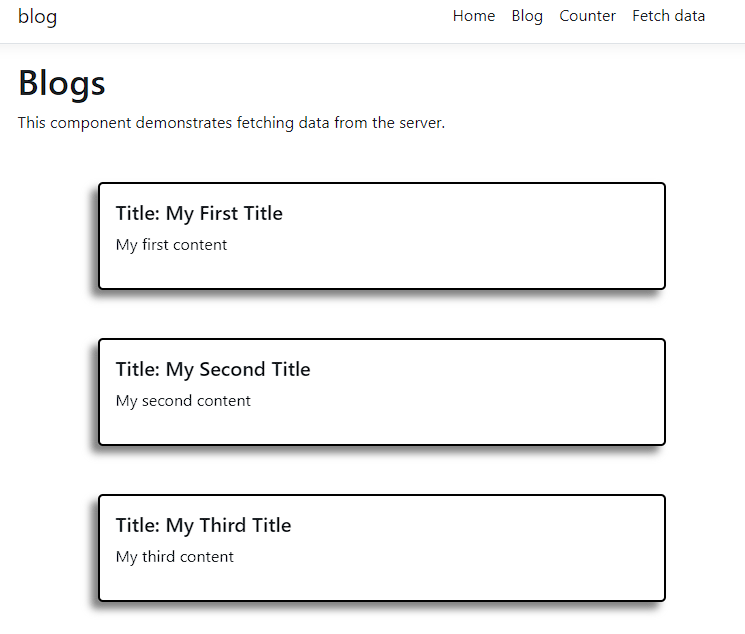 blog Home Blog Counter Fetch data
Blogs
This component demonstrates fetching data from the server.
Title: My First Title
My first content
Title: My Second Title
My second content
Title: My Third Title
My third content